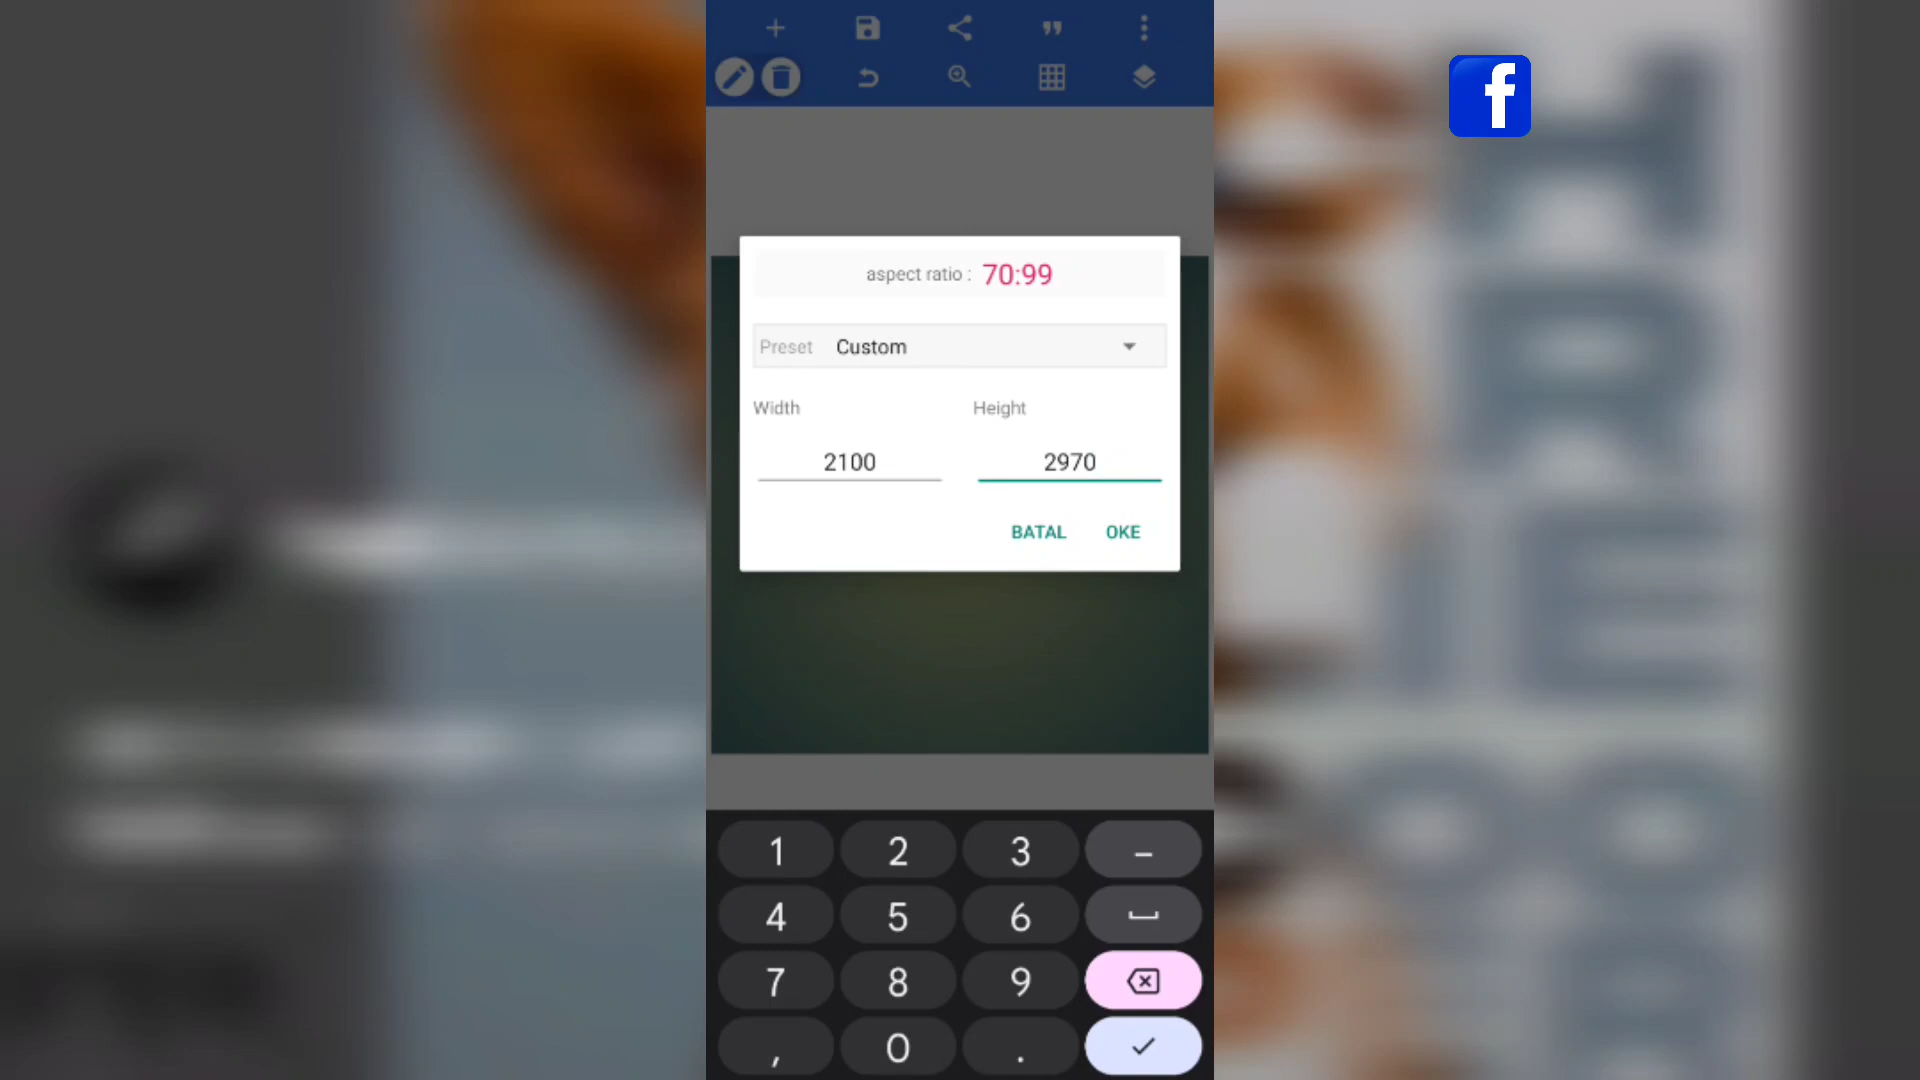 aspect ratio : 70:99
Preset Custom
Width Height
2100 2970
BATAL OKE
1 2 3 –
4 5 6
7 8 9
, 0 .
f